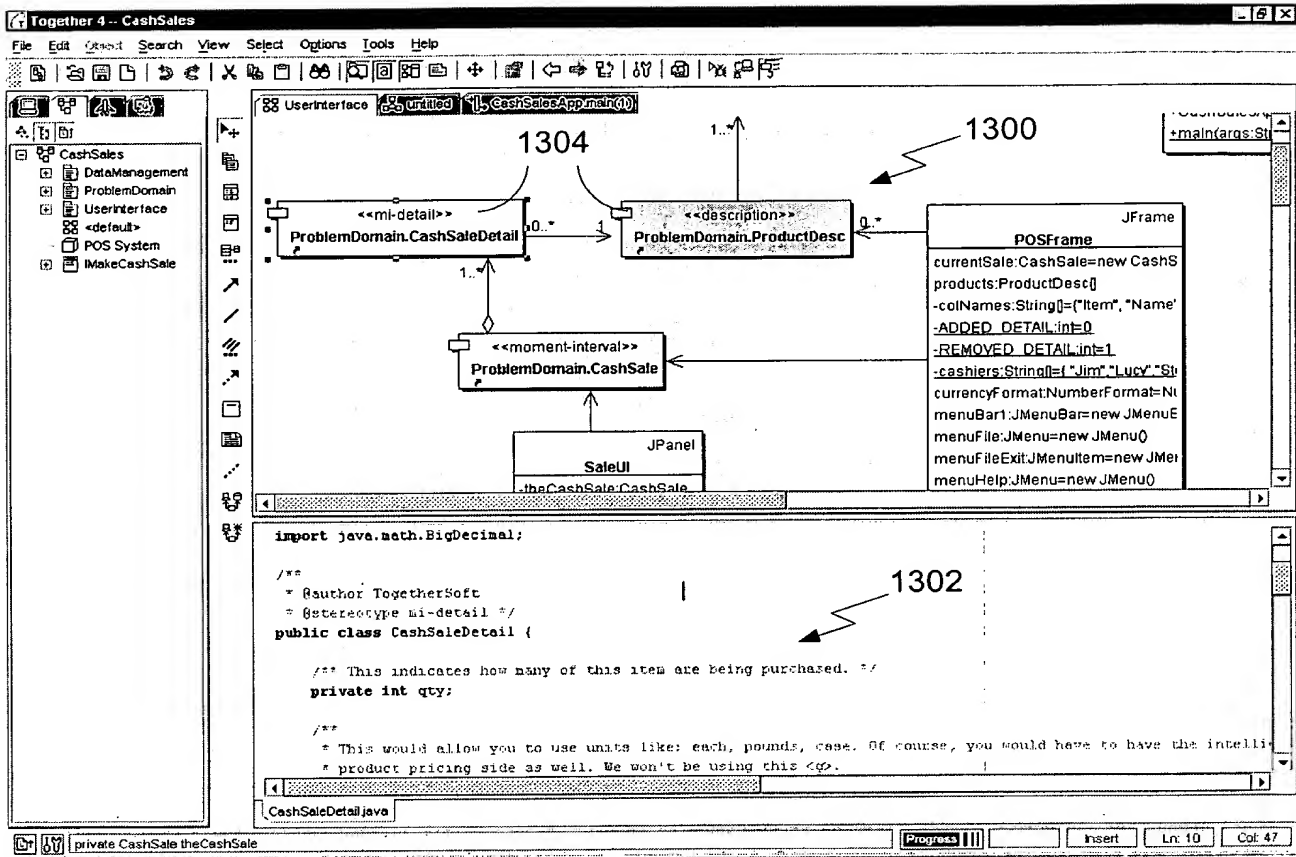 Together 4 -- CashSales
File Edit Object Search View Select Options Tools Help
UserInterface untitled CashSalesApp.main(1)
CashSales
DataManagement
ProblemDomain
UserInterface
<default>
POS System
IMakeCashSale
1304
1..*
1300
+main(args:St
<<mi-detail>>
ProblemDomain.CashSaleDetail
0..* 1
<<description>>
ProblemDomain.ProductDesc
0..*
1..*
<<moment-interval>>
ProblemDomain.CashSale
JPanel
SaleUI
-theCashSale:CashSale
JFrame
POSFrame
currentSale:CashSale=new CashS
products:ProductDesc[]
-colNames:String[]={"Item", "Name"
-ADDED_DETAIL:int=0
-REMOVED_DETAIL:int=1
-cashiers:String[]={ "Jim","Lucy","St
currencyFormat:NumberFormat=Nu
menuBar1:JMenuBar=new JMenuB
menuFile:JMenu=new JMenu()
menuFileExit:JMenuItem=new JMe
menuHelp:JMenu=new JMenu()
import java.math.BigDecimal;
/**
* @author TogetherSoft
* @stereotype mi-detail */
public class CashSaleDetail {
1302
/** This indicates how many of this item are being purchased. */
private int qty;
/**
* This would allow you to use units like: each, pounds, case. Of course, you would have to have the intelli
* product pricing side as well. We won't be using this <g>.
CashSaleDetail.java
private CashSale theCashSale
Progress
Insert Ln: 10 Col: 47